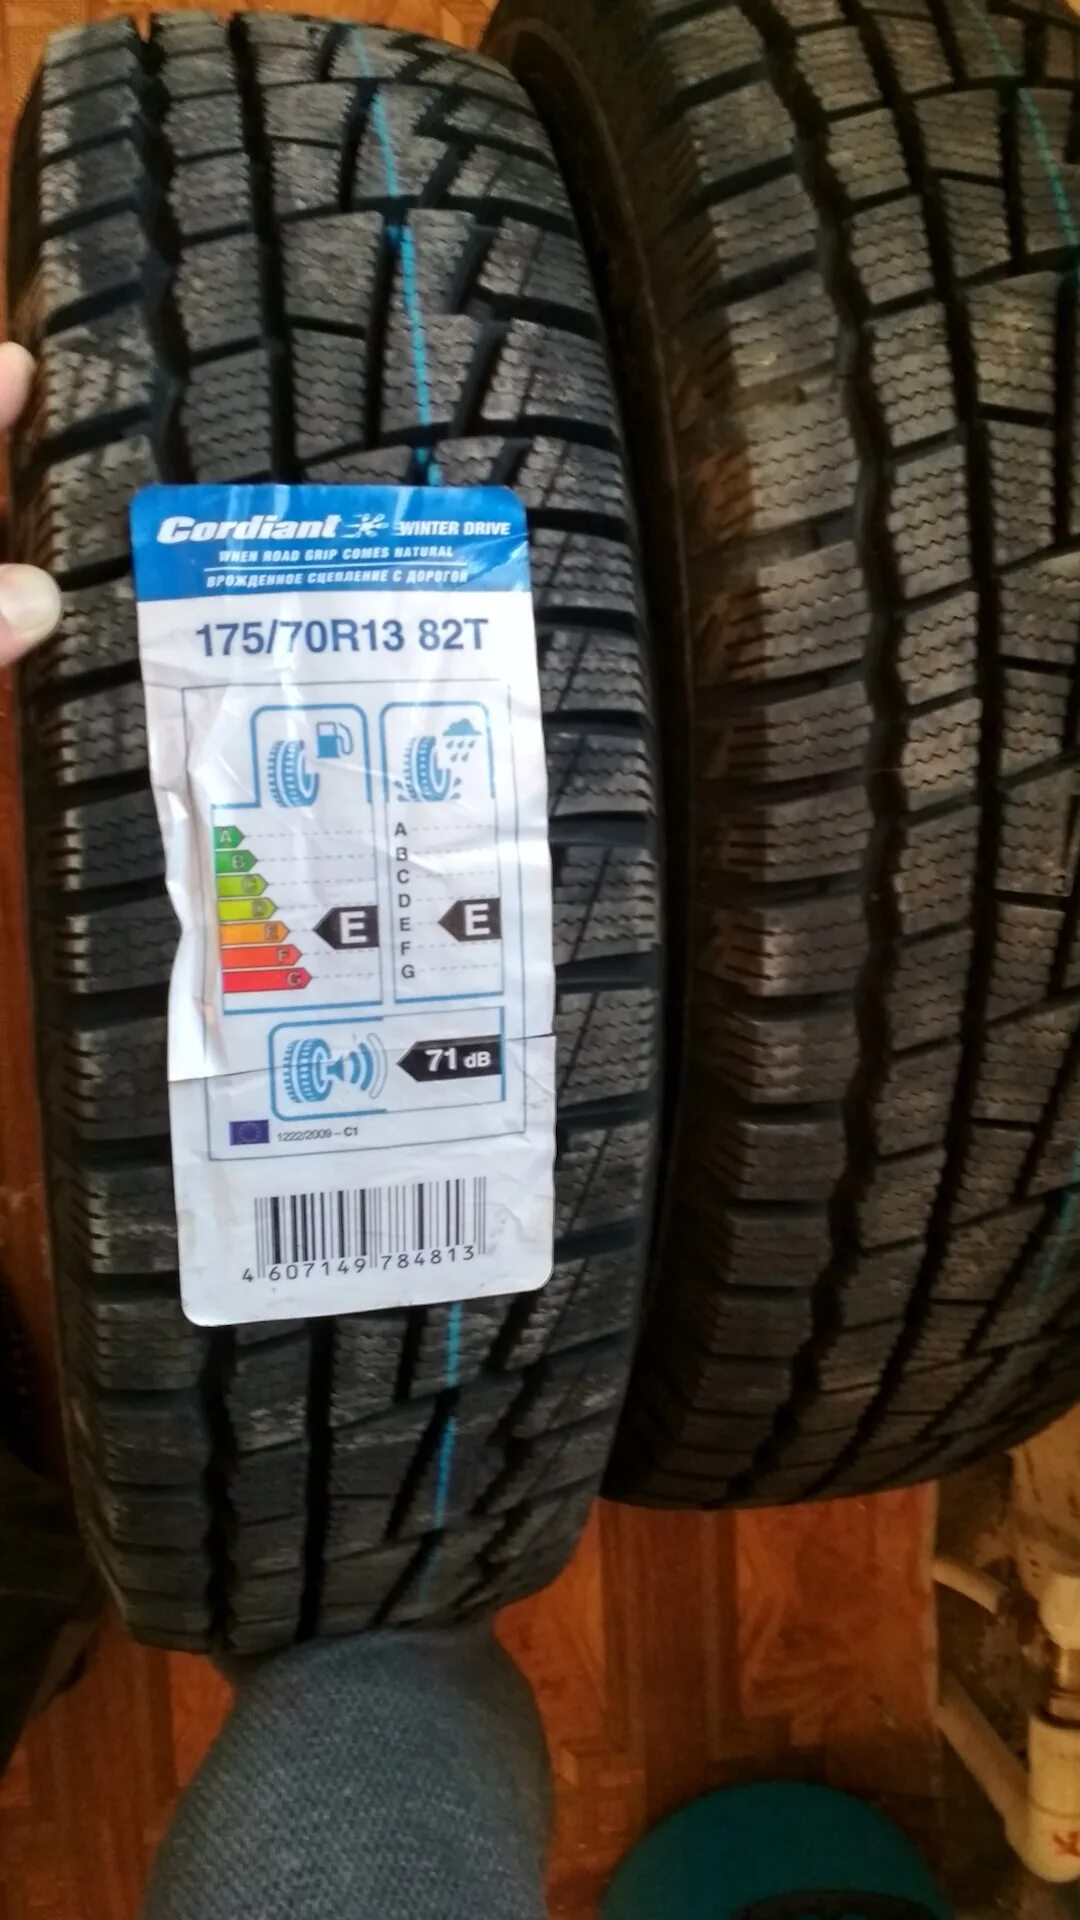 Cordiant WINTER DRIVE
WHEN ROAD GRIP COMES NATURAL
ВРОЖДЕННОЕ СЦЕПЛЕНИЕ С ДОРОГОЙ
175/70R13 82T
A
B
C
D
E
F
G
E
A
B
C
D
E
F
G
E
71 dB
1222/2009 - C1
4 607149 784813